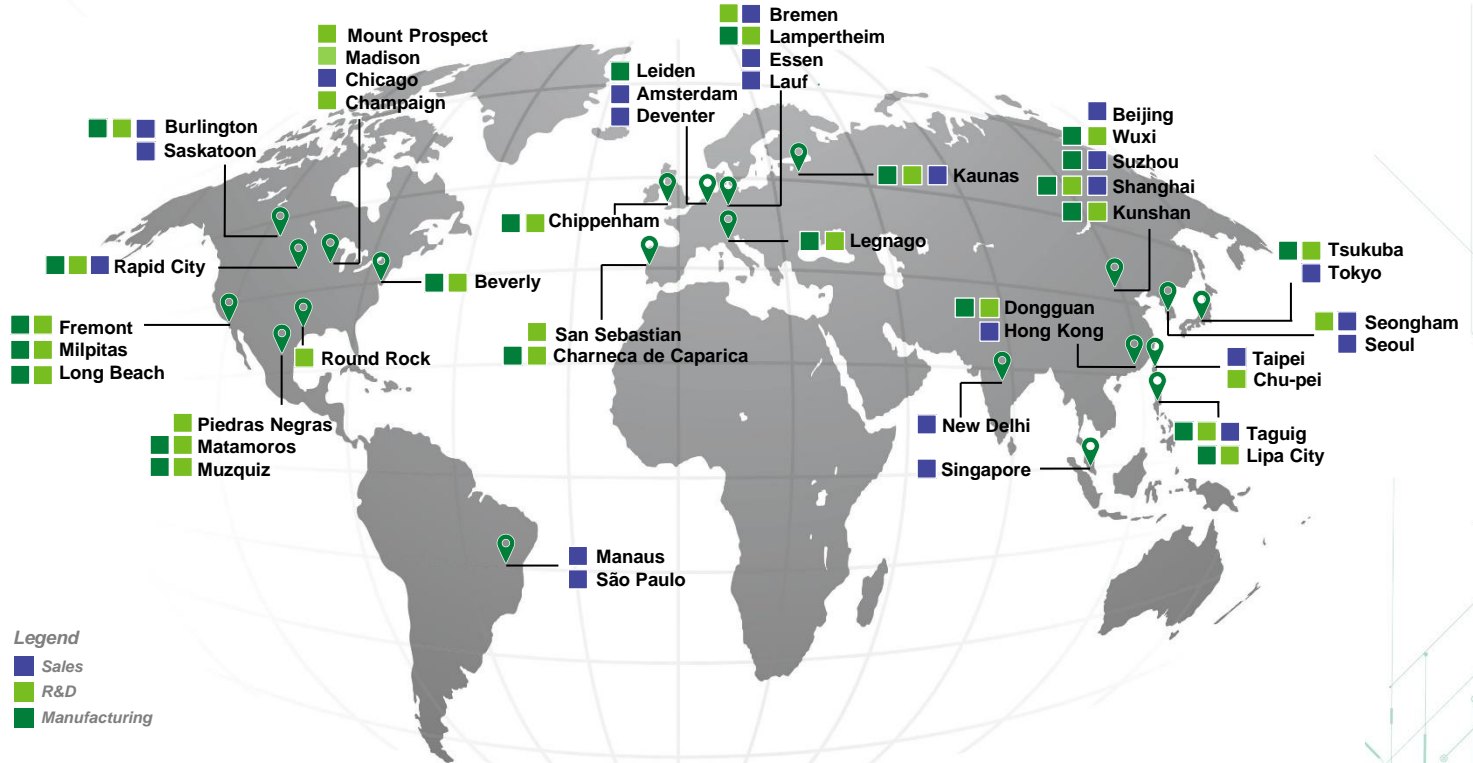 Mount Prospect
Madison
Chicago
Champaign
Burlington
Saskatoon
Rapid City
Beverly
Fremont
Milpitas
Long Beach
Round Rock
Piedras Negras
Matamoros
Muzquiz
Manaus
São Paulo
Leiden
Amsterdam
Deventer
Bremen
Lampertheim
Essen
Lauf
Kaunas
Chippenham
Legnago
San Sebastian
Charneca de Caparica
Beijing
Wuxi
Suzhou
Shanghai
Kunshan
Tsukuba
Tokyo
Dongguan
Hong Kong
Seongham
Seoul
Taipei
Chu-pei
New Delhi
Taguig
Lipa City
Singapore
Legend
Sales
R&D
Manufacturing